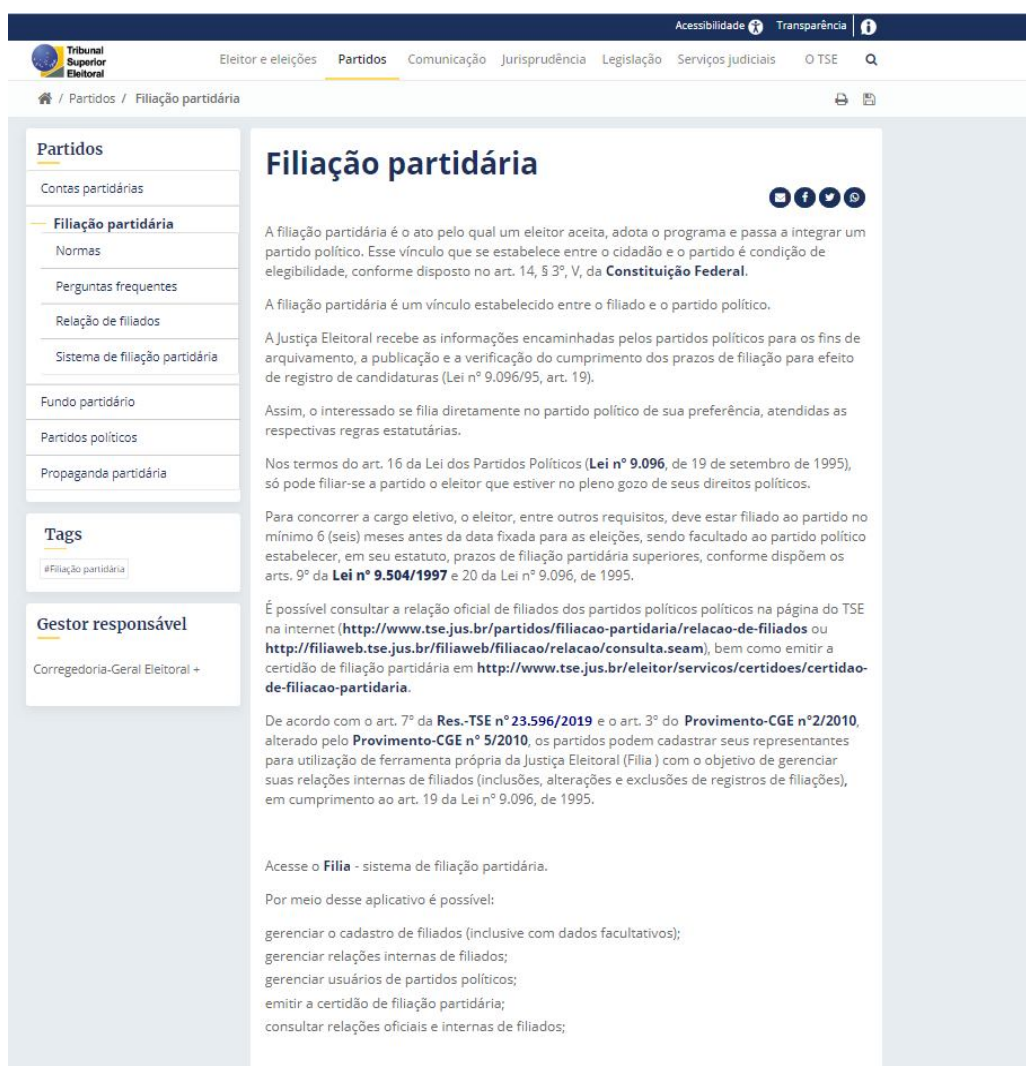 Acessibilidade Transparência
Tribunal
Superior
Eleitoral
Eleitor e eleições Partidos Comunicação Jurisprudência Legislação Serviços judiciais O TSE
/ Partidos / Filiação partidária
Partidos
Contas partidárias
Filiação partidária
Normas
Perguntas frequentes
Relação de filiados
Sistema de filiação partidária
Fundo partidário
Partidos políticos
Propaganda partidária
Tags
#Filiação partidária
Gestor responsável
Corregedoria-Geral Eleitoral +
Filiação partidária
A filiação partidária é o ato pelo qual um eleitor aceita, adota o programa e passa a integrar um
partido político. Esse vínculo que se estabelece entre o cidadão e o partido é condição de
elegibilidade, conforme disposto no art. 14, § 3º, V, da Constituição Federal.
A filiação partidária é um vínculo estabelecido entre o filiado e o partido político.
A Justiça Eleitoral recebe as informações encaminhadas pelos partidos políticos para os fins de
arquivamento, a publicação e a verificação do cumprimento dos prazos de filiação para efeito
de registro de candidaturas (Lei nº 9.096/95, art. 19).
Assim, o interessado se filia diretamente no partido político de sua preferência, atendidas as
respectivas regras estatutárias.
Nos termos do art. 16 da Lei dos Partidos Políticos (Lei nº 9.096, de 19 de setembro de 1995),
só pode filiar-se a partido o eleitor que estiver no pleno gozo de seus direitos políticos.
Para concorrer a cargo eletivo, o eleitor, entre outros requisitos, deve estar filiado ao partido no
mínimo 6 (seis) meses antes da data fixada para as eleições, sendo facultado ao partido político
estabelecer, em seu estatuto, prazos de filiação partidária superiores, conforme dispõem os
arts. 9º da Lei nº 9.504/1997 e 20 da Lei nº 9.096, de 1995.
É possível consultar a relação oficial de filiados dos partidos políticos políticos na página do TSE
na internet (http://www.tse.jus.br/partidos/filiacao-partidaria/relacao-de-filiados ou
http://filiaweb.tse.jus.br/filiaweb/filiacao/relacao/consulta.seam), bem como emitir a
certidão de filiação partidária em http://www.tse.jus.br/eleitor/servicos/certidoes/certidao-
de-filiacao-partidaria.
De acordo com o art. 7º da Res.-TSE nº 23.596/2019 e o art. 3º do Provimento-CGE n°2/2010,
alterado pelo Provimento-CGE nº 5/2010, os partidos podem cadastrar seus representantes
para utilização de ferramenta própria da Justiça Eleitoral (Filia ) com o objetivo de gerenciar
suas relações internas de filiados (inclusões, alterações e exclusões de registros de filiações),
em cumprimento ao art. 19 da Lei nº 9.096, de 1995.
Acesse o Filia - sistema de filiação partidária.
Por meio desse aplicativo é possível:
gerenciar o cadastro de filiados (inclusive com dados facultativos);
gerenciar relações internas de filiados;
gerenciar usuários de partidos políticos;
emitir a certidão de filiação partidária;
consultar relações oficiais e internas de filiados;